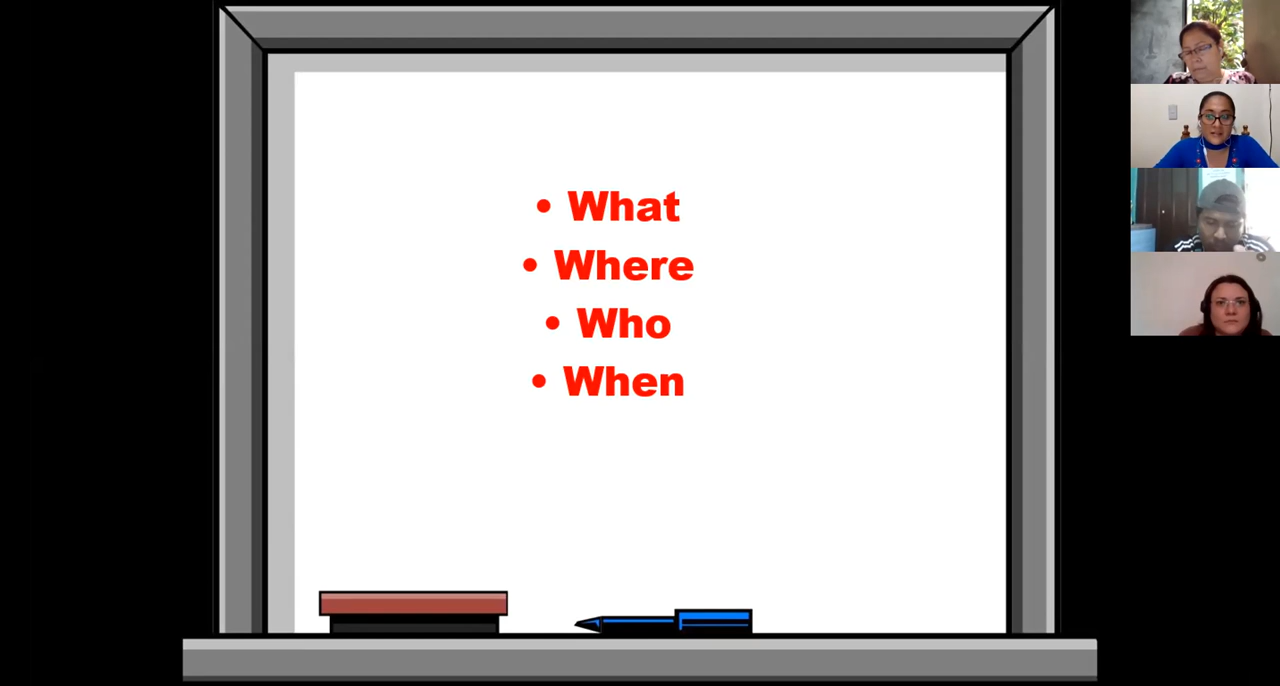 • What
• Where
• Who
• When